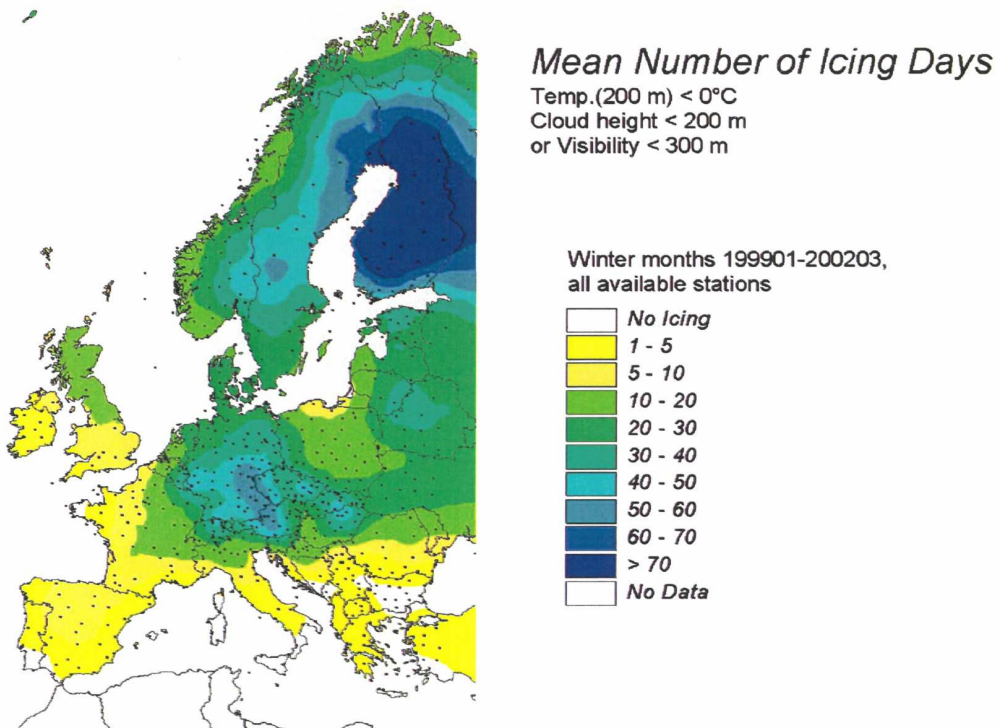 Mean Number of Icing Days
Temp.(200 m) < 0°C
Cloud height < 200 m
or Visibility < 300 m
Winter months 199901-200203,
all available stations
No Icing
1 - 5
5 - 10
10 - 20
20 - 30
30 - 40
40 - 50
50 - 60
60 - 70
> 70
No Data